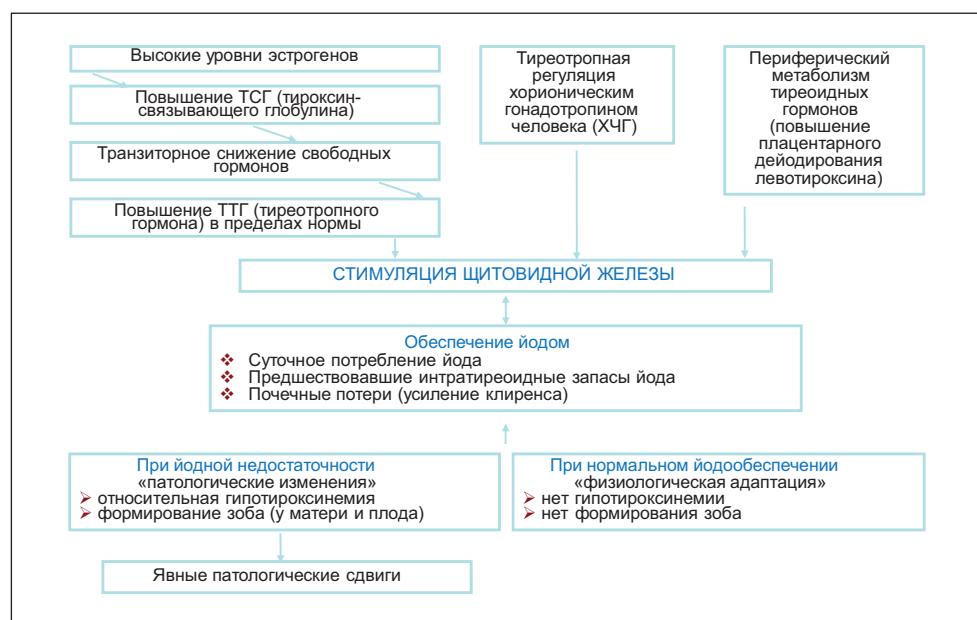 Высокие уровни эстрогенов
Повышение ТСГ (тироксин-
связывающего глобулина)
Транзиторное снижение свободных
гормонов
Повышение ТТГ (тиреотропного
гормона) в пределах нормы
Тиреотропная
регуляция
хорионическим
гонадотропином
человека (ХЧГ)
Периферический
метаболизм
тиреоидных
гормонов
(повышение
плацентарного
дейодирования
левотироксина)
СТИМУЛЯЦИЯ ЩИТОВИДНОЙ ЖЕЛЕЗЫ
Обеспечение йодом
Суточное потребление йода
Предшествовавшие интратиреоидные запасы йода
Почечные потери (усиление клиренса)
При йодной недостаточности
«патологические изменения»
относительная гипотироксинемия
формирование зоба (у матери и плода)
При нормальном йодообеспечении
«физиологическая адаптация»
нет гипотироксинемии
нет формирования зоба
Явные патологические сдвиги